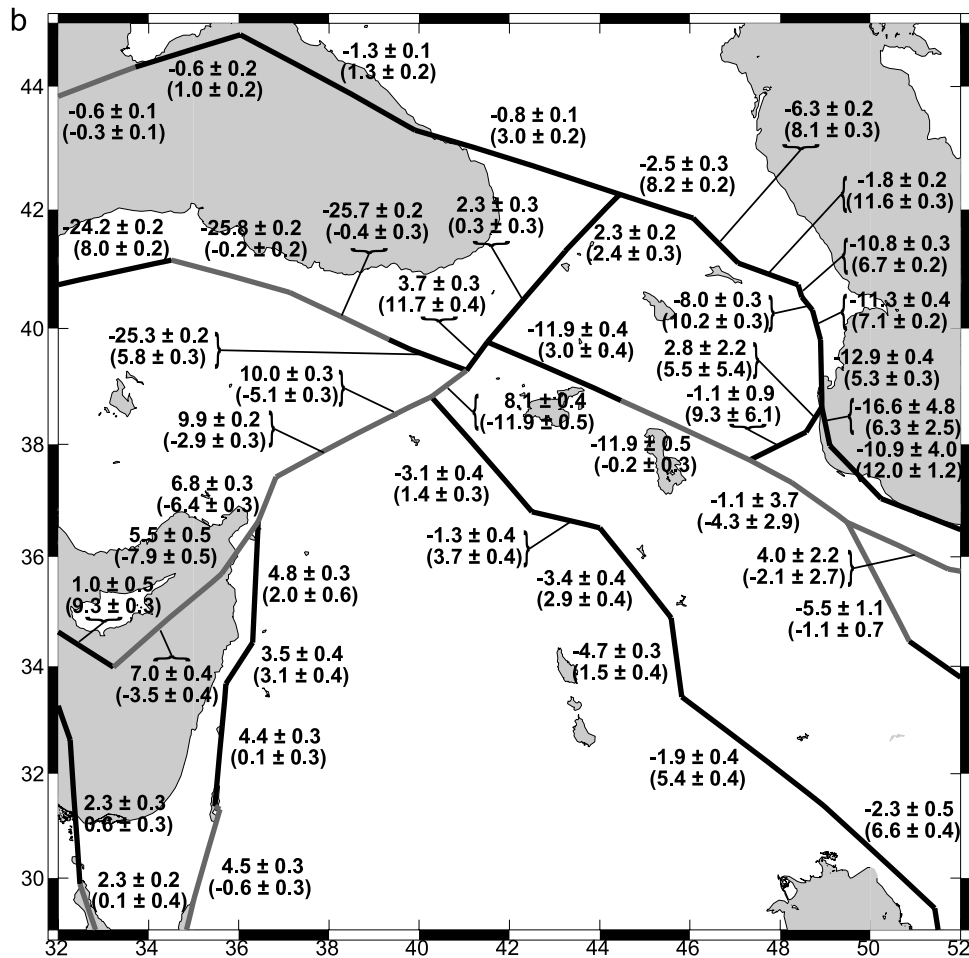 b
-1.3 ± 0.1
(1.3 ± 0.2)
-0.6 ± 0.2
(1.0 ± 0.2)
44
-0.6 ± 0.1
(-0.3 ± 0.1)
-0.8 ± 0.1
(3.0 ± 0.2)
-6.3 ± 0.2
(8.1 ± 0.3)
-2.5 ± 0.3
(8.2 ± 0.2)
-1.8 ± 0.2
(11.6 ± 0.3)
42
-24.2 ± 0.2
(8.0 ± 0.2)
-25.8 ± 0.2
(-0.2 ± 0.2)
-25.7 ± 0.2
(-0.4 ± 0.3)
2.3 ± 0.3
(0.3 ± 0.3)
2.3 ± 0.2
(2.4 ± 0.3)
-10.8 ± 0.3
(6.7 ± 0.2)
3.7 ± 0.3
(11.7 ± 0.4)
-8.0 ± 0.3
(10.2 ± 0.3)
-11.3 ± 0.4
(7.1 ± 0.2)
40
-25.3 ± 0.2
(5.8 ± 0.3)
-11.9 ± 0.4
(3.0 ± 0.4)
2.8 ± 2.2
(5.5 ± 5.4)
-12.9 ± 0.4
(5.3 ± 0.3)
10.0 ± 0.3
(-5.1 ± 0.3)
-1.1 ± 0.9
(9.3 ± 6.1)
8.1 ± 0.4
(-11.9 ± 0.5)
-16.6 ± 4.8
(6.3 ± 2.5)
9.9 ± 0.2
(-2.9 ± 0.3)
38
-11.9 ± 0.5
(-0.2 ± 0.3)
-10.9 ± 4.0
(12.0 ± 1.2)
-3.1 ± 0.4
(1.4 ± 0.3)
6.8 ± 0.3
(-6.4 ± 0.3)
-1.1 ± 3.7
(-4.3 ± 2.9)
5.5 ± 0.5
(-7.9 ± 0.5)
-1.3 ± 0.4
(3.7 ± 0.4)
36
4.0 ± 2.2
(-2.1 ± 2.7)
1.0 ± 0.5
(9.3 ± 0.3)
4.8 ± 0.3
(2.0 ± 0.6)
-3.4 ± 0.4
(2.9 ± 0.4)
-5.5 ± 1.1
(-1.1 ± 0.7
34
7.0 ± 0.4
(-3.5 ± 0.4)
3.5 ± 0.4
(3.1 ± 0.4)
-4.7 ± 0.3
(1.5 ± 0.4)
4.4 ± 0.3
(0.1 ± 0.3)
-1.9 ± 0.4
(5.4 ± 0.4)
32
2.3 ± 0.3
0.6 ± 0.3)
-2.3 ± 0.5
(6.6 ± 0.4)
30
2.3 ± 0.2
(0.1 ± 0.4)
4.5 ± 0.3
(-0.6 ± 0.3)
32 34 36 38 40 42 44 46 48 50 52